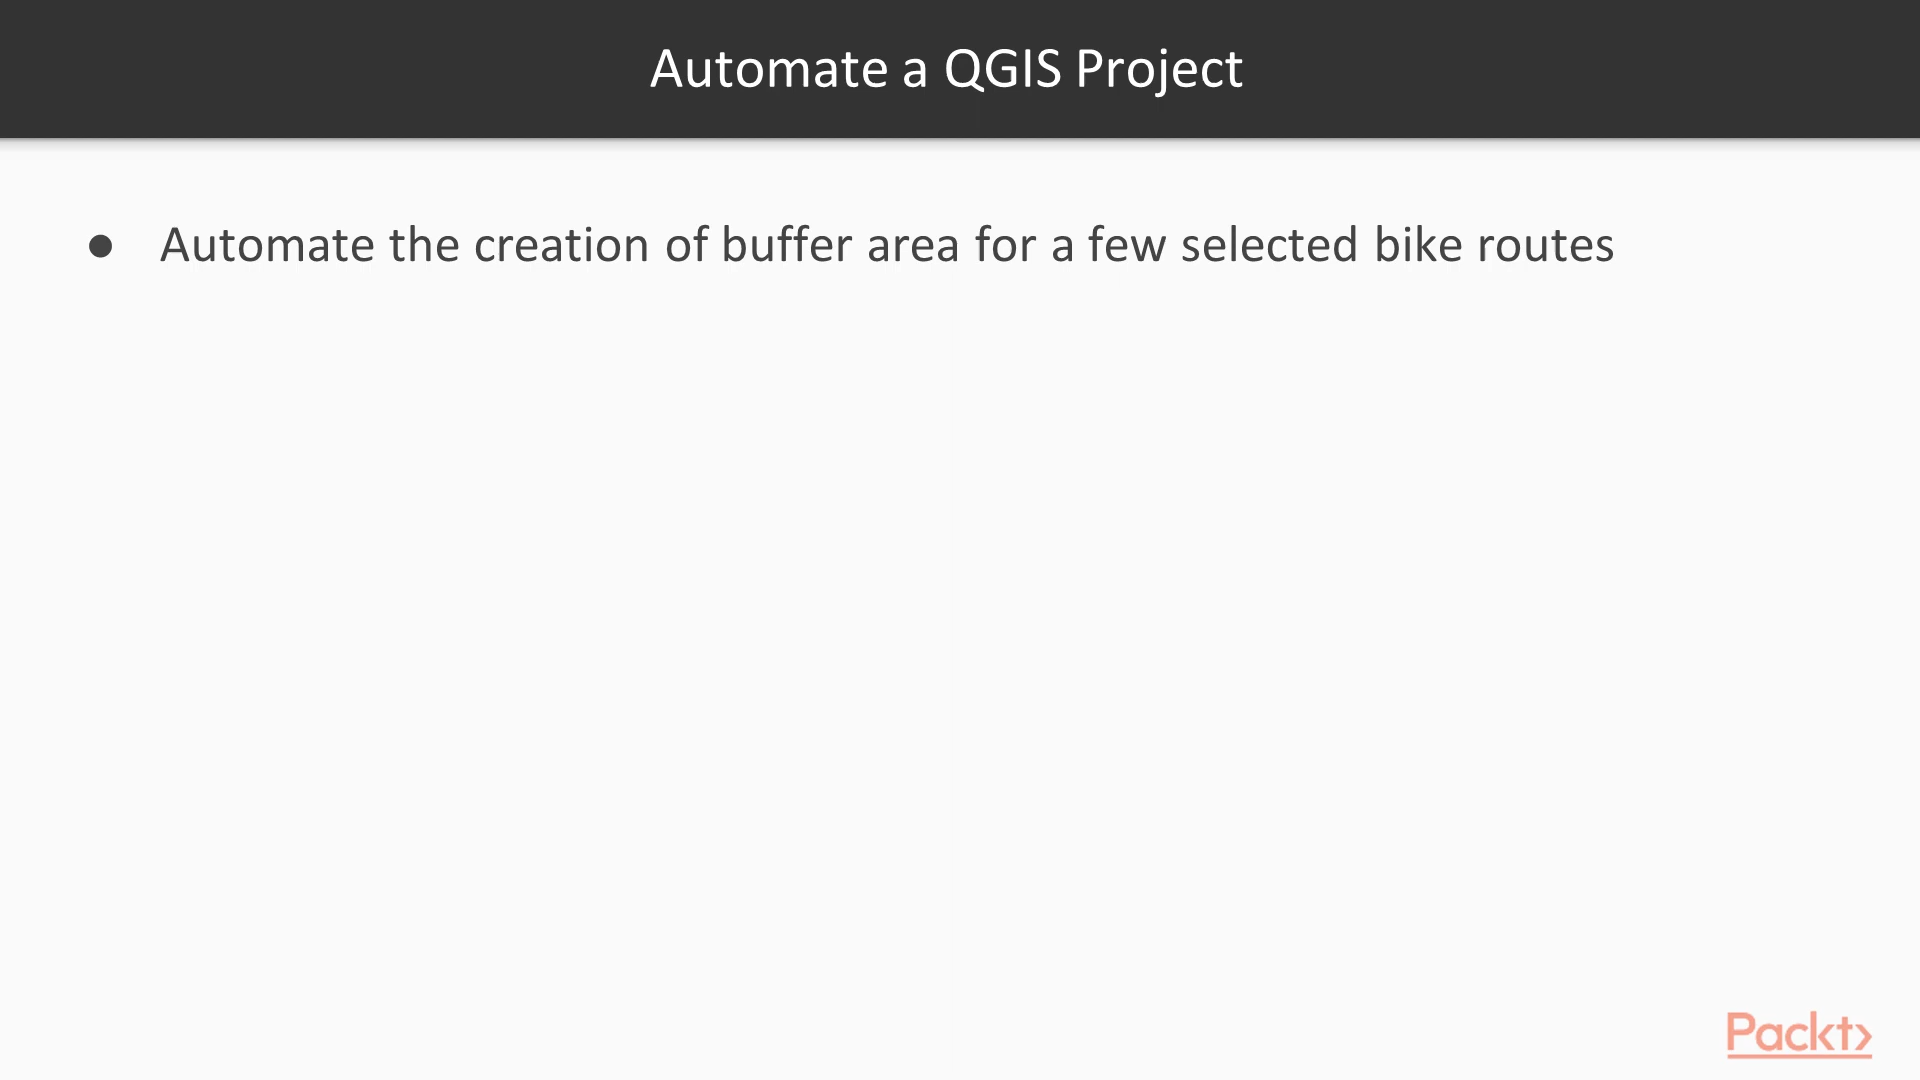 Automate a QGIS Project
● Automate the creation of buffer area for a few selected bike routes
Packt>